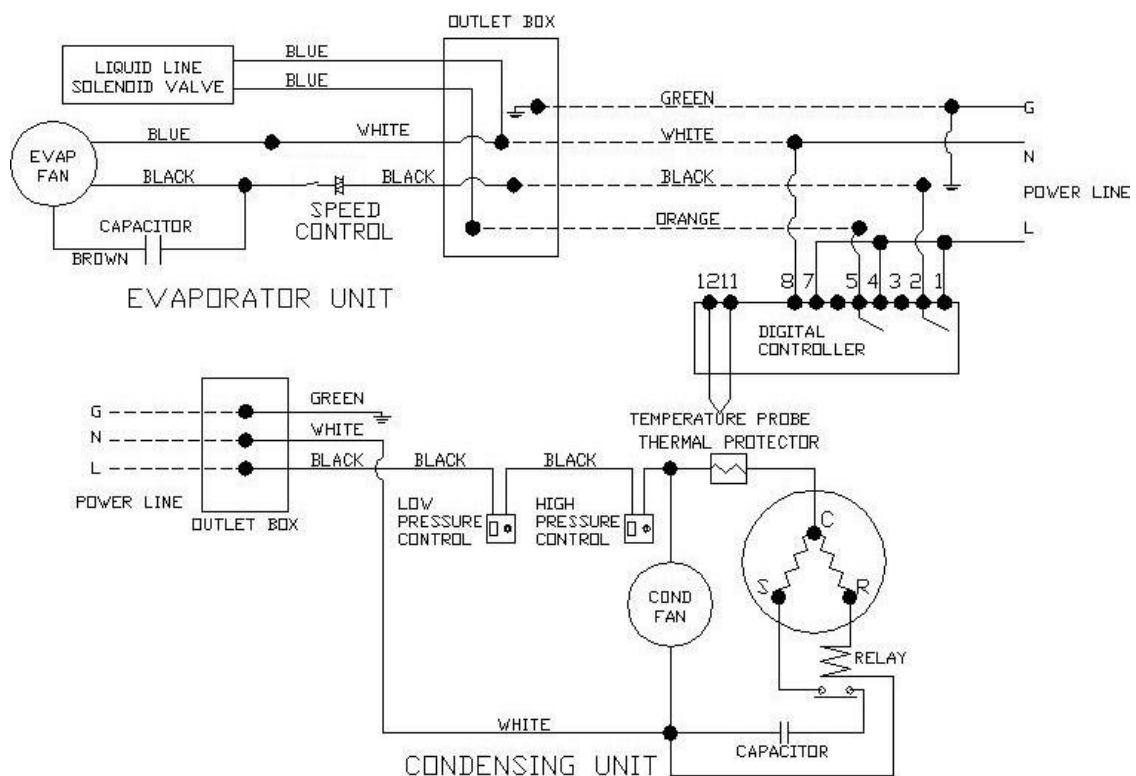 OUTLET BOX
BLUE
LIQUID LINE
SOLENOID VALVE
BLUE
GREEN
G
BLUE
WHITE
WHITE
N
EVAP
FAN
BLACK
BLACK
BLACK
POWER LINE
SPEED
CONTROL
CAPACITOR
ORANGE
L
BROWN
EVAPORATOR UNIT
12 11 8 7 5 4 3 2 1
DIGITAL
CONTROLLER
TEMPERATURE PROBE
G
GREEN
N
WHITE
THERMAL PROTECTOR
L
BLACK
BLACK
BLACK
POWER LINE
OUTLET BOX
LOW
PRESSURE
CONTROL
HIGH
PRESSURE
CONTROL
C
S
R
COND
FAN
RELAY
WHITE
CAPACITOR
CONDENSING UNIT